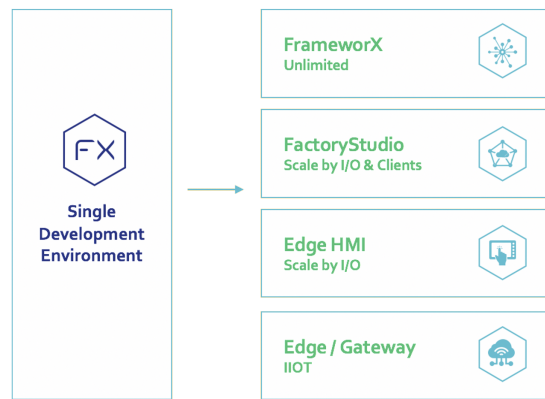 FX
Single
Development
Environment
FrameworX
Unlimited
FactoryStudio
Scale by I/O & Clients
Edge HMI
Scale by I/O
Edge / Gateway
IIOT